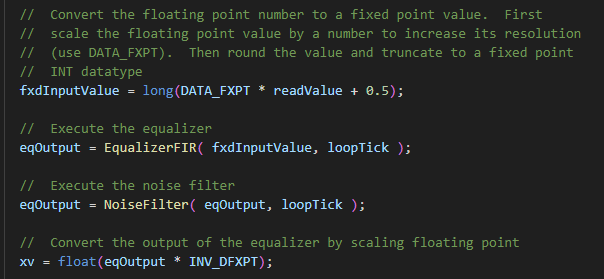 //  Convert the floating point number to a fixed point value.  First
//  scale the floating point value by a number to increase its resolution
//  (use DATA_FXPT).  Then round the value and truncate to a fixed point
//  INT datatype
fxdInputValue = long(DATA_FXPT * readValue + 0.5);
//  Execute the equalizer
eqOutput = EqualizerFIR( fxdInputValue, loopTick );
//  Execute the noise filter
eqOutput = NoiseFilter( eqOutput, loopTick );
//  Convert the output of the equalizer by scaling floating point
xv = float(eqOutput * INV_DFXPT);